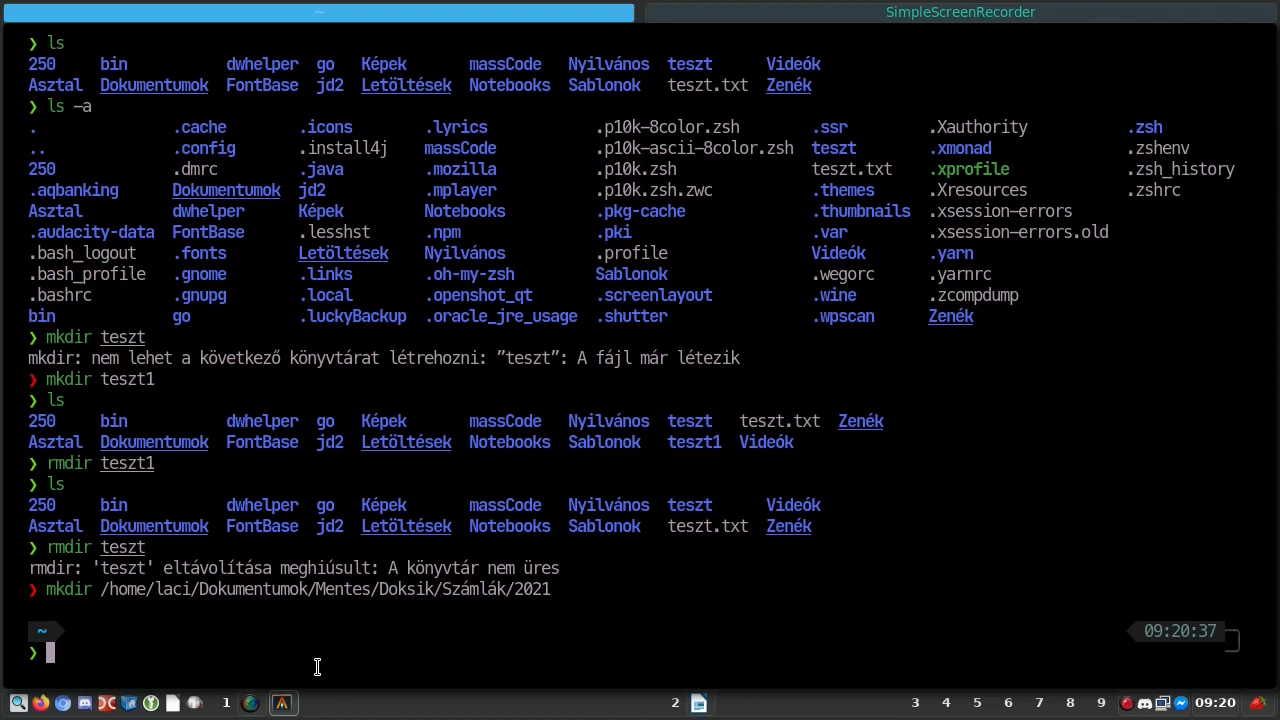 ~ SimpleScreenRecorder
❯ ls
250 bin dwhelper go Képek massCode Nyilvános teszt Videók
Asztal Dokumentumok FontBase jd2 Letöltések Notebooks Sablonok teszt.txt Zenék
❯ ls -a
. .cache .icons .lyrics .p10k-8color.zsh .ssr .Xauthority .zsh
.. .config .install4j massCode .p10k-ascii-8color.zsh teszt .xmonad .zshenv
250 .dmrc .java .mozilla .p10k.zsh teszt.txt .xprofile .zsh_history
.aqbanking Dokumentumok jd2 .mplayer .p10k.zsh.zwc .themes .Xresources .zshrc
Asztal dwhelper Képek Notebooks .pkg-cache .thumbnails .xsession-errors
.audacity-data FontBase .lesshst .npm .pki .var .xsession-errors.old
.bash_logout .fonts Letöltések Nyilvános .profile Videók .yarn
.bash_profile .gnome .links .oh-my-zsh Sablonok .wegorc .yarnrc
.bashrc .gnupg .local .openshot_qt .screenlayout .wine .zcompdump
bin go .luckyBackup .oracle_jre_usage .shutter .wpscan Zenék
❯ mkdir teszt
mkdir: nem lehet a következő könyvtárat létrehozni: ”teszt”: A fájl már létezik
❯ mkdir teszt1
❯ ls
250 bin dwhelper go Képek massCode Nyilvános teszt teszt.txt Zenék
Asztal Dokumentumok FontBase jd2 Letöltések Notebooks Sablonok teszt1 Videók
❯ rmdir teszt1
❯ ls
250 bin dwhelper go Képek massCode Nyilvános teszt Videók
Asztal Dokumentumok FontBase jd2 Letöltések Notebooks Sablonok teszt.txt Zenék
❯ rmdir teszt
rmdir: 'teszt' eltávolítása meghiúsult: A könyvtár nem üres
❯ mkdir /home/laci/Dokumentumok/Mentes/Doksik/Számlák/2021
~ 09:20:37
❯
1 2 3 4 5 6 7 8 9 09:20